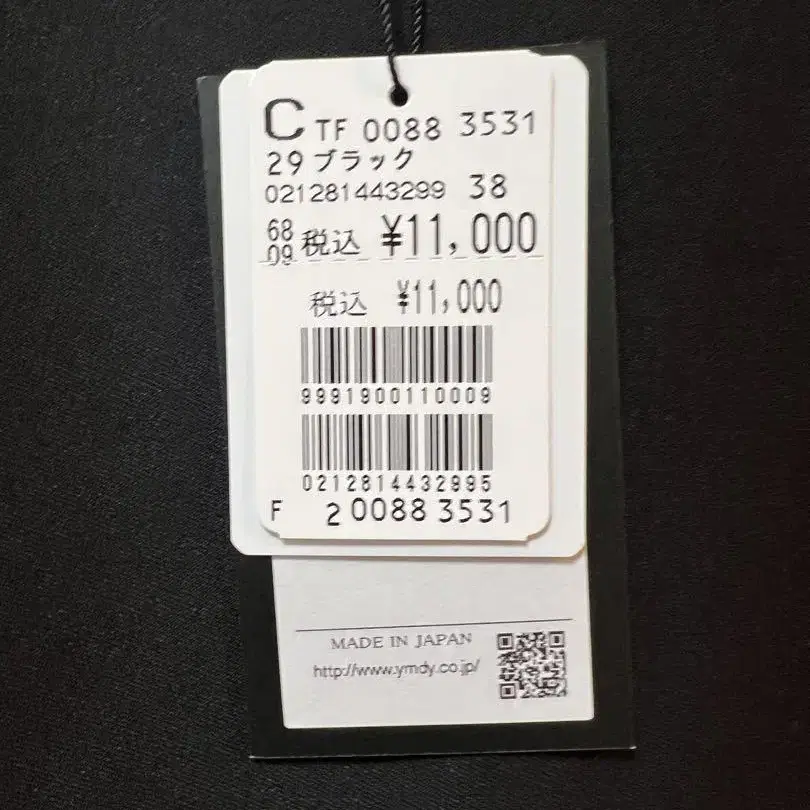 C TF 0088 3531
29 ブラック
021281443299 38
68 税込 ¥11,000
09
税込 ¥11,000
9991900110009
0212814432995
F 2 0088 3531
MADE IN JAPAN
http://www.ymdy.co.jp/